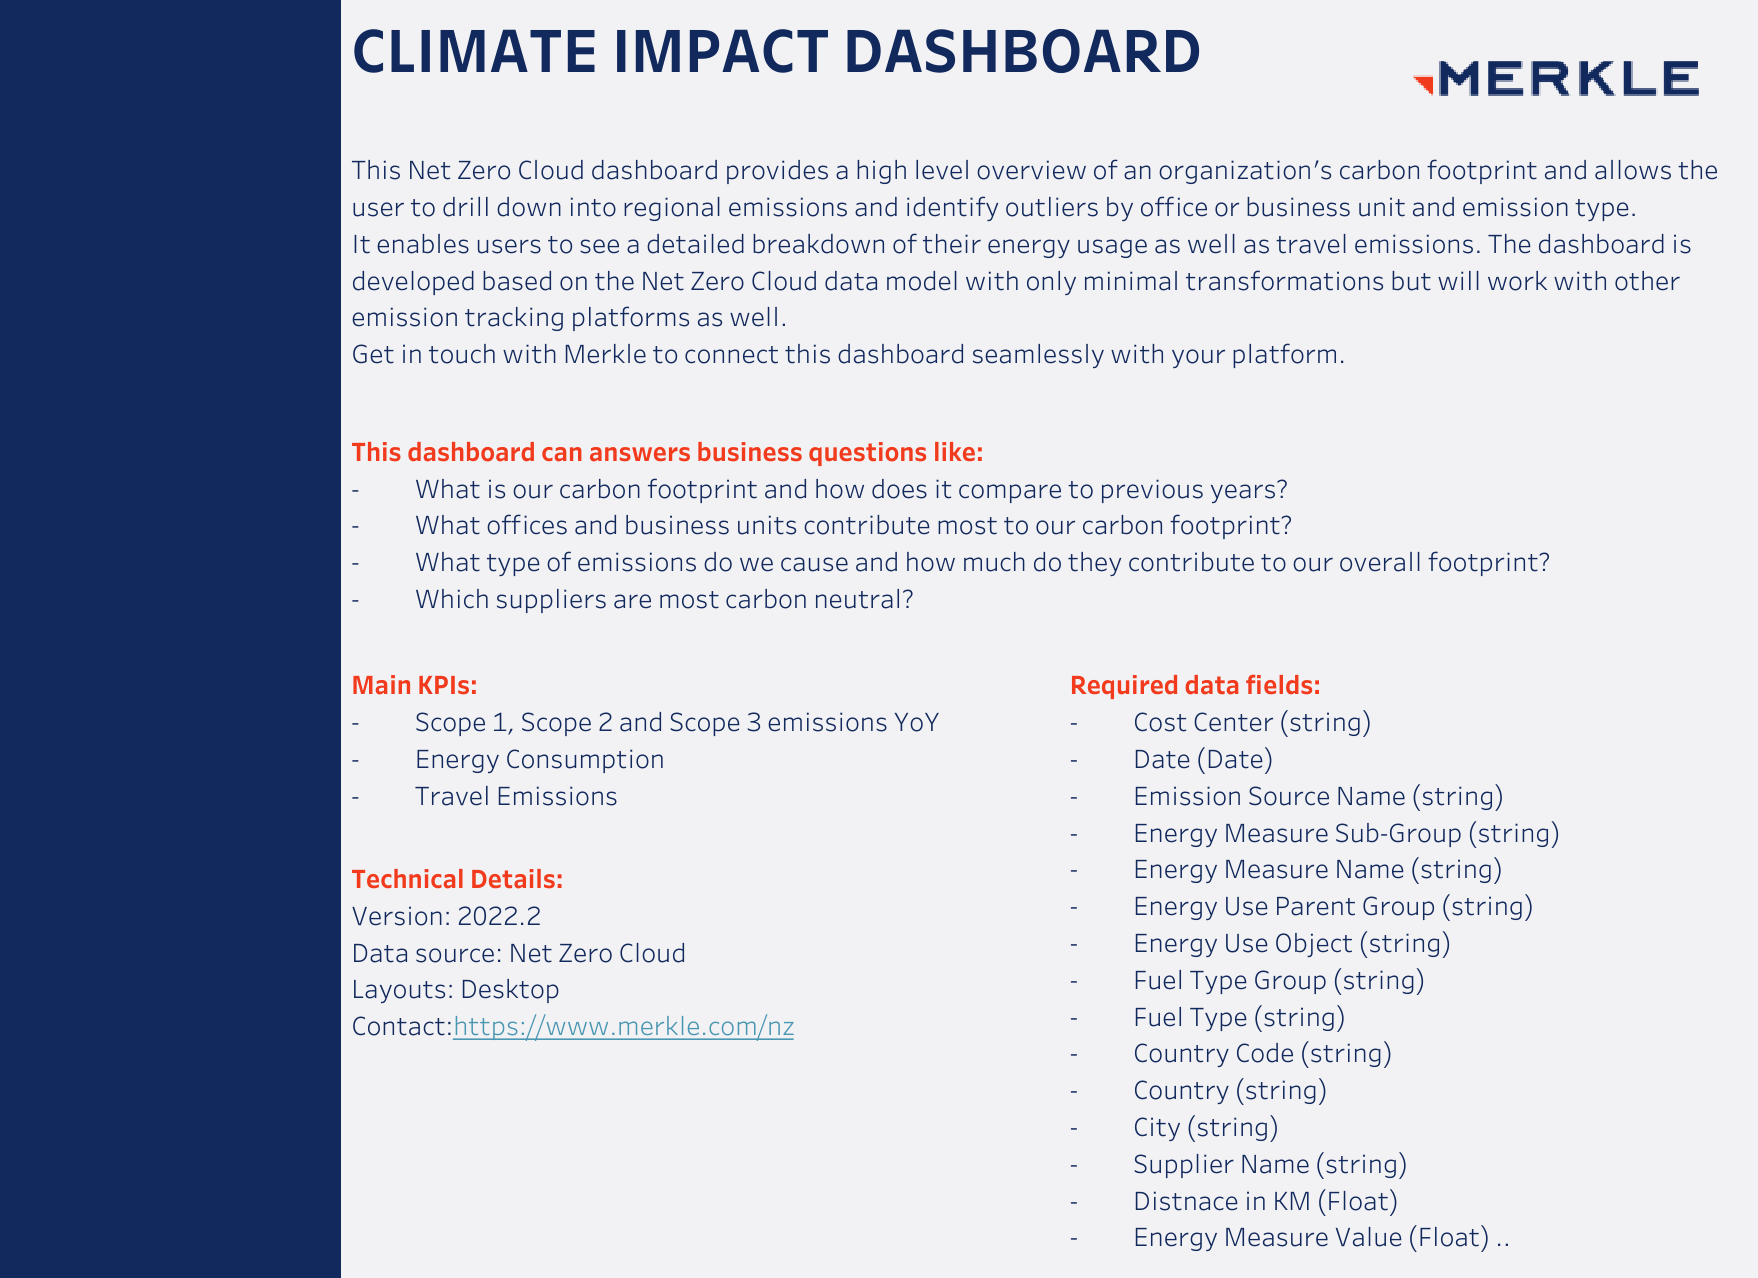 CLIMATE IMPACT DASHBOARD
MERKLE
This Net Zero Cloud dashboard provides a high level overview of an organization's carbon footprint and allows the
user to drill down into regional emissions and identify outliers by office or business unit and emission type.
It enables users to see a detailed breakdown of their energy usage as well as travel emissions. The dashboard is
developed based on the Net Zero Cloud data model with only minimal transformations but will work with other
emission tracking platforms as well.
Get in touch with Merkle to connect this dashboard seamlessly with your platform.
This dashboard can answers business questions like:
- What is our carbon footprint and how does it compare to previous years?
- What offices and business units contribute most to our carbon footprint?
- What type of emissions do we cause and how much do they contribute to our overall footprint?
- Which suppliers are most carbon neutral?
Main KPIs:
- Scope 1, Scope 2 and Scope 3 emissions YoY
- Energy Consumption
- Travel Emissions
Technical Details:
Version: 2022.2
Data source: Net Zero Cloud
Layouts: Desktop
Contact:https://www.merkle.com/nz
Required data fields:
- Cost Center (string)
- Date (Date)
- Emission Source Name (string)
- Energy Measure Sub-Group (string)
- Energy Measure Name (string)
- Energy Use Parent Group (string)
- Energy Use Object (string)
- Fuel Type Group (string)
- Fuel Type (string)
- Country Code (string)
- Country (string)
- City (string)
- Supplier Name (string)
- Distnace in KM (Float)
- Energy Measure Value (Float) ..